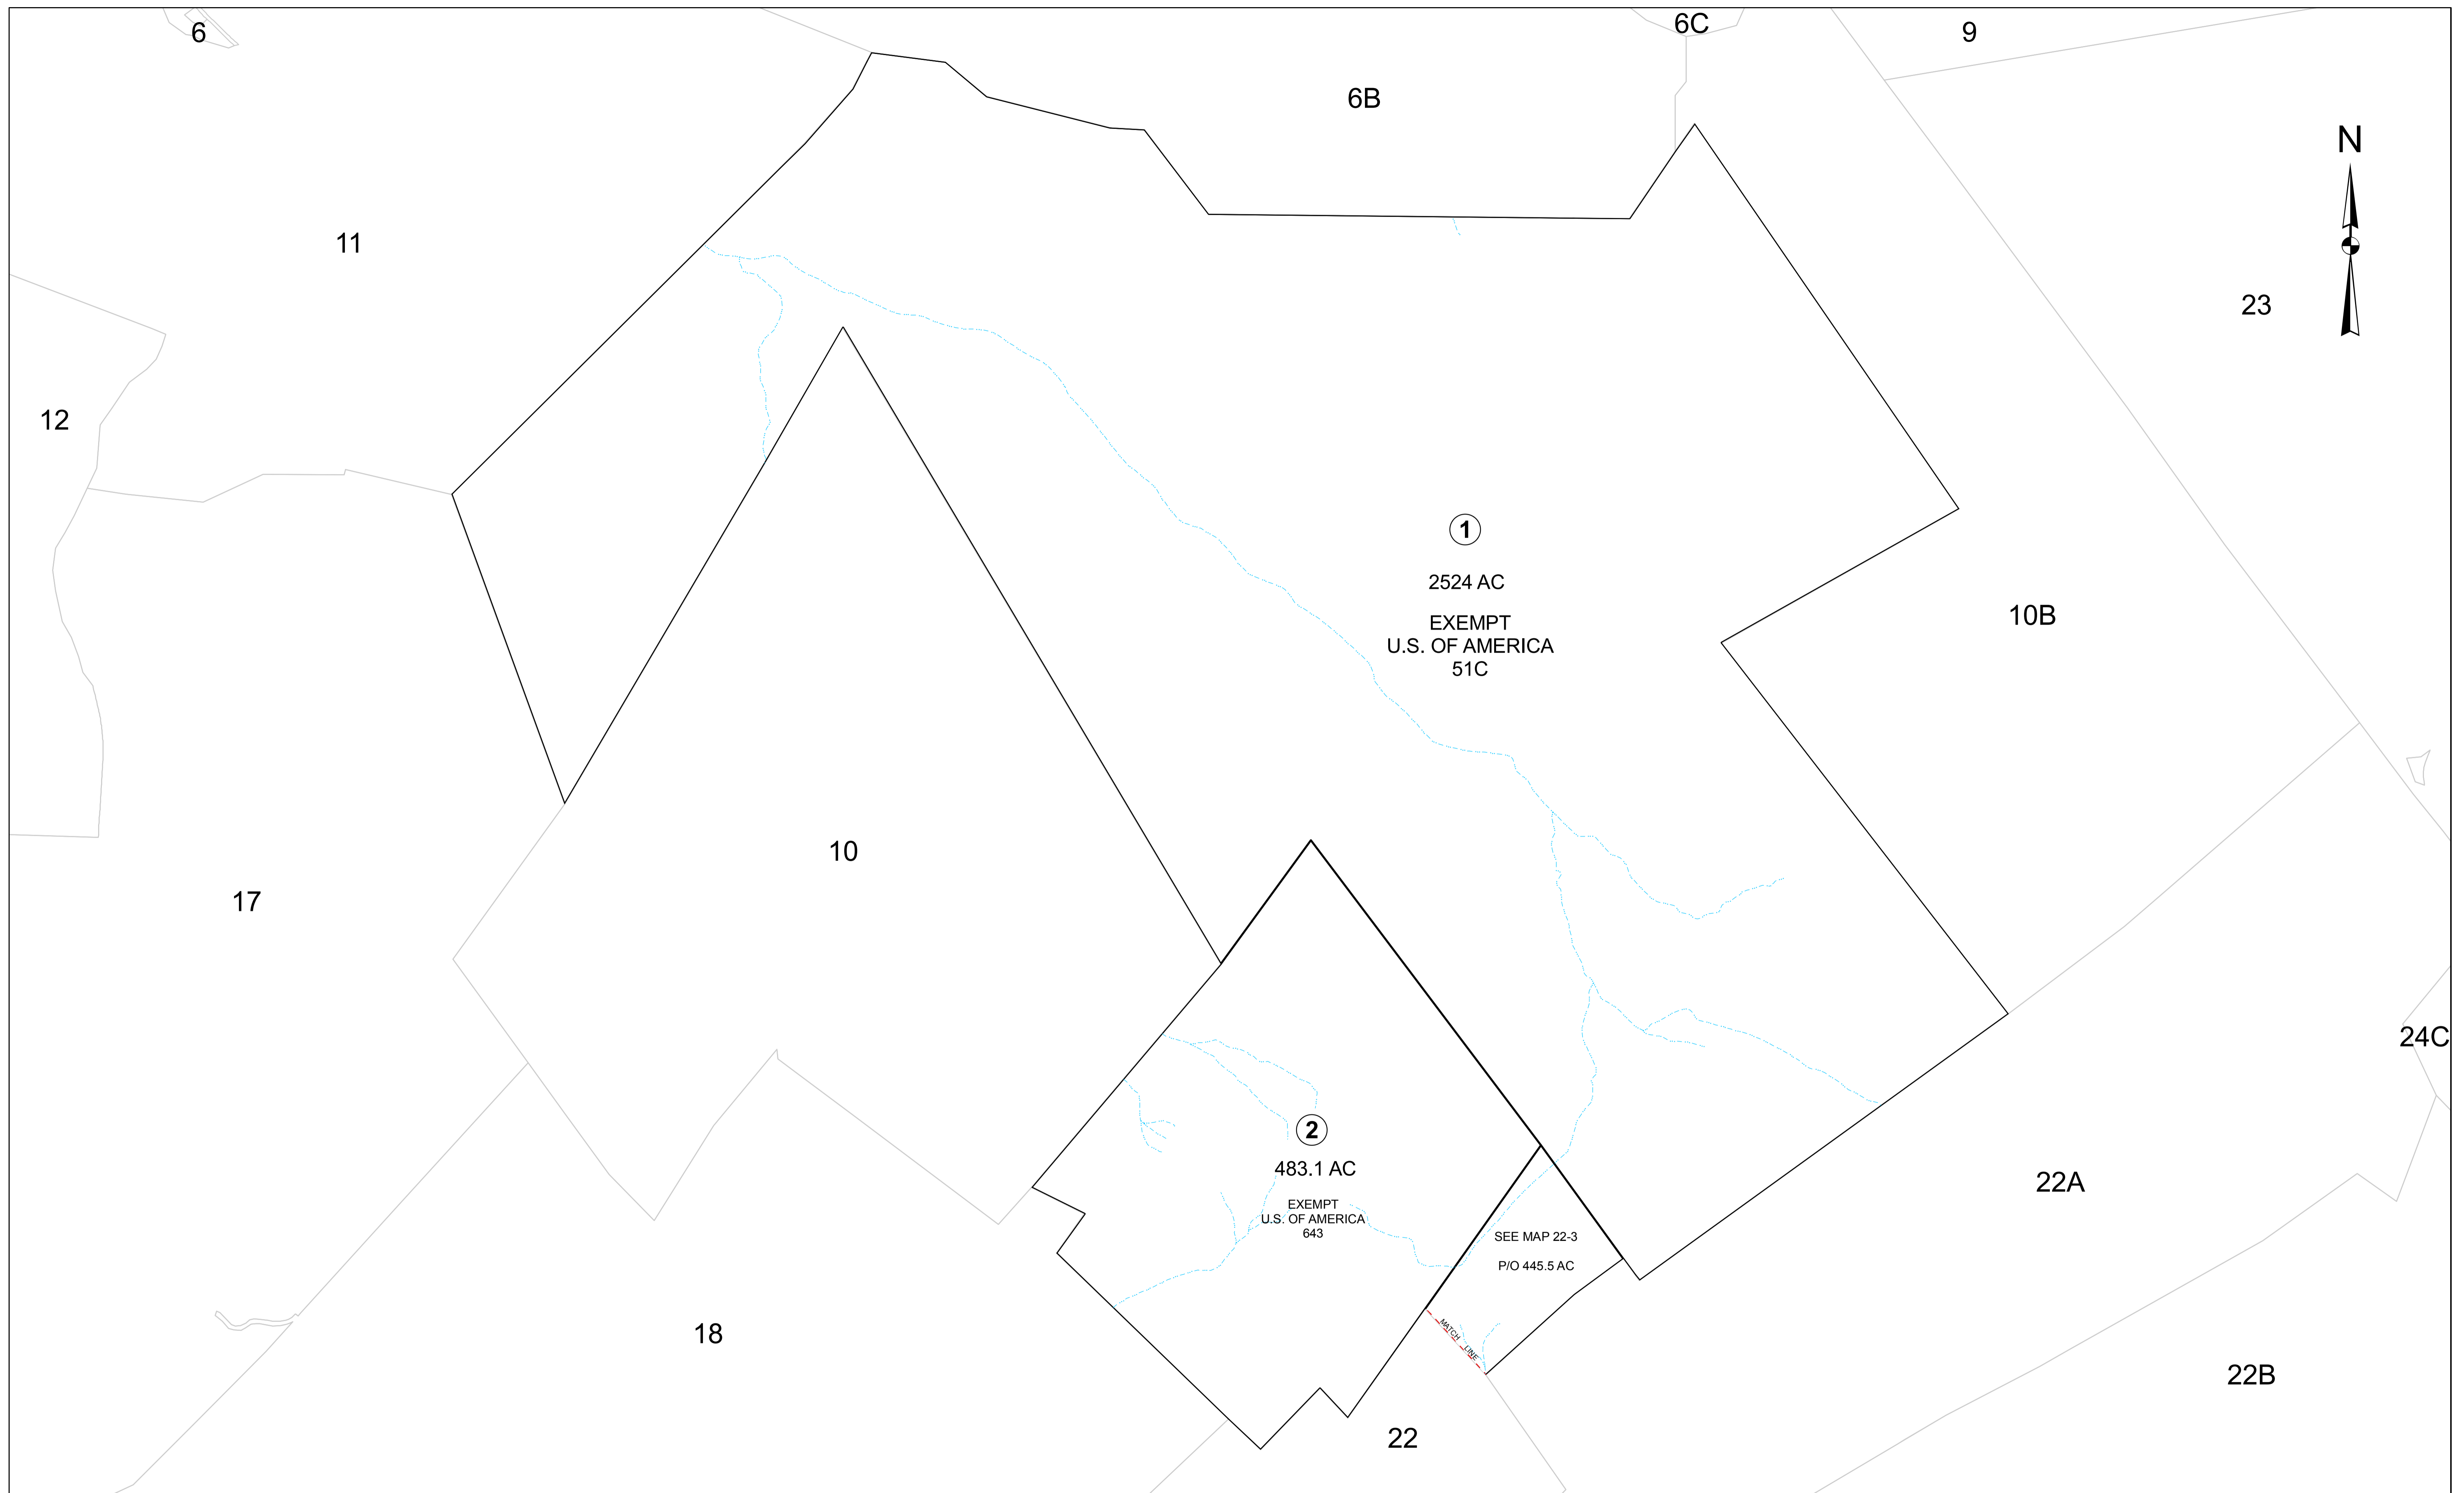 6
6C
9
6B
N
11
23
12
1
2524 AC
EXEMPT
U.S. OF AMERICA
51C
10B
10
17
24C
2
483.1 AC
EXEMPT
U.S. OF AMERICA
643
22A
SEE MAP 22-3
P/O 445.5 AC
MATCH LINE
18
22B
22